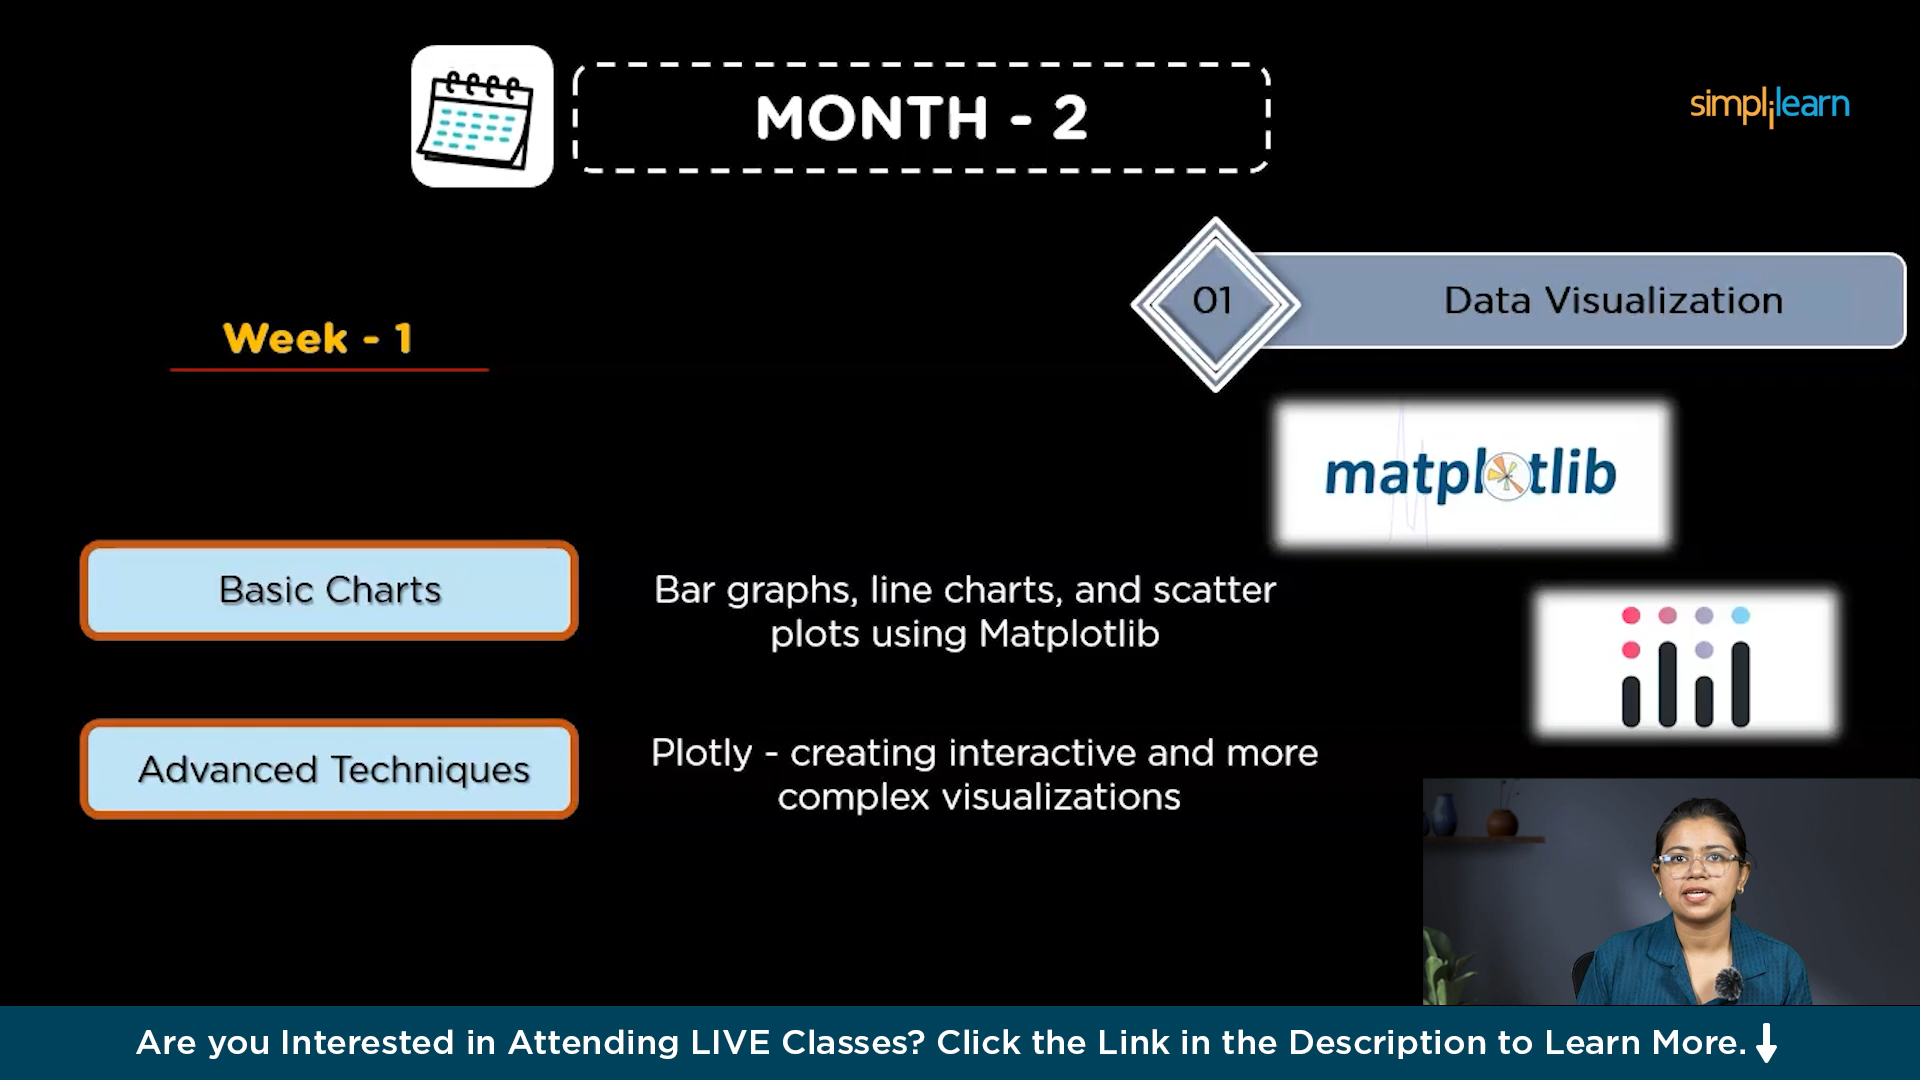 MONTH - 2
simplilearn
01
Data Visualization
Week - 1
matplotlib
Basic Charts
Bar graphs, line charts, and scatter
plots using Matplotlib
Advanced Techniques
Plotly - creating interactive and more
complex visualizations
Are you Interested in Attending LIVE Classes? Click the Link in the Description to Learn More.